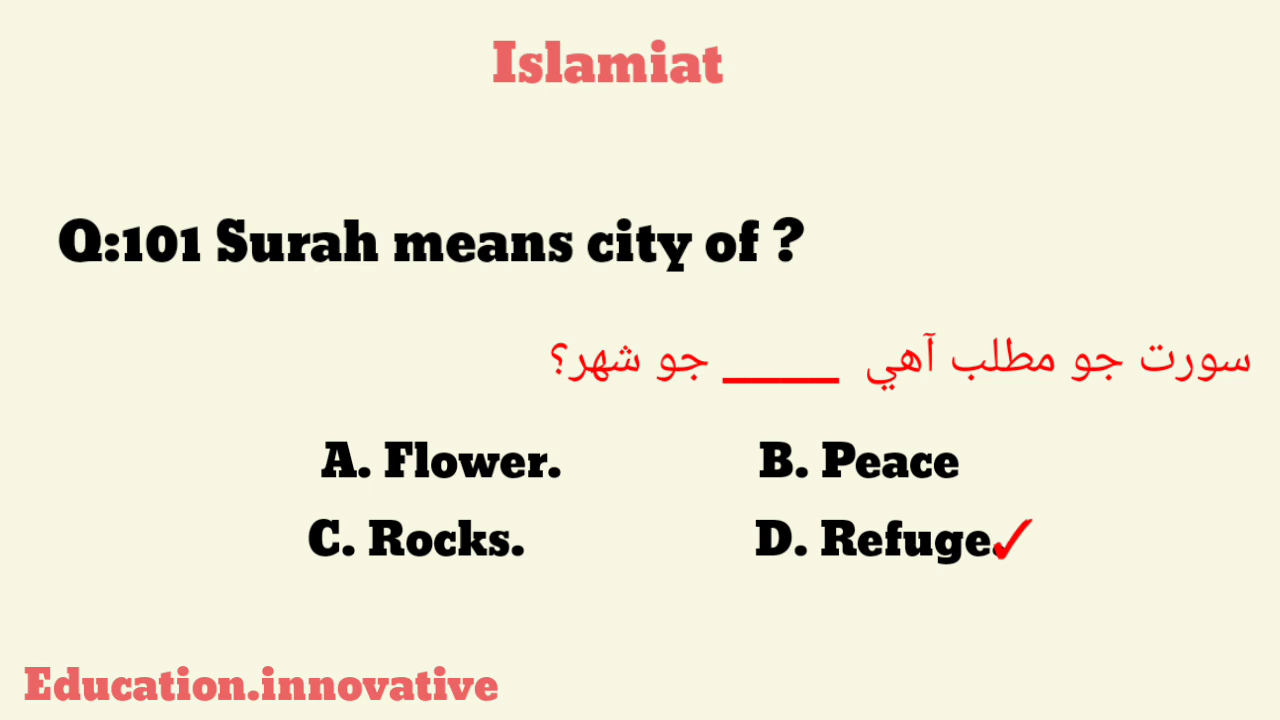 Islamiat
Q:101 Surah means city of ?
سورت جو مطلب آهي ____ جو شهر؟
A. Flower. B. Peace
C. Rocks. D. Refuge.✓
Education.innovative